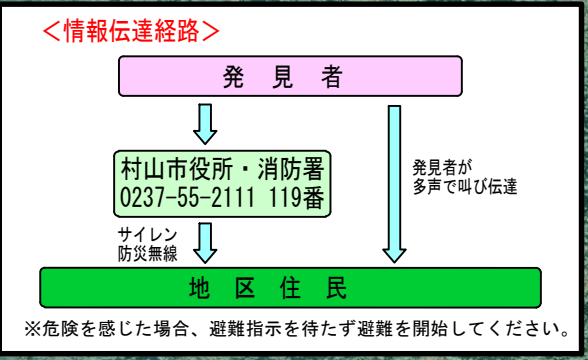 ＜情報伝達経路＞
発　見　者
村山市役所・消防署
0237-55-2111 119番
発見者が
多声で叫び伝達
サイレン
防災無線
地　区　住　民
※危険を感じた場合、避難指示を待たず避難を開始してください。